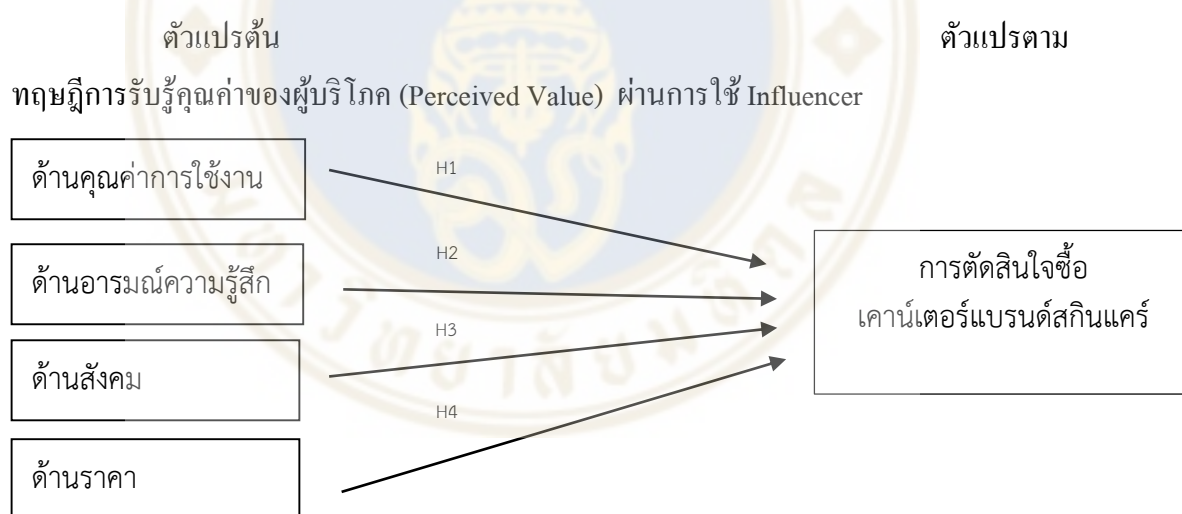 ตัวแปรต้น ตัวแปรตาม
ทฤษฎีการรับรู้คุณค่าของผู้บริโภค (Perceived Value) ผ่านการใช้ Influencer
ด้านคุณค่าการใช้งาน
H1
ด้านอารมณ์ความรู้สึก
H2
ด้านสังคม
H3
ด้านราคา
H4
การตัดสินใจซื้อ
เคาน์เตอร์แบรนด์สกินแคร์